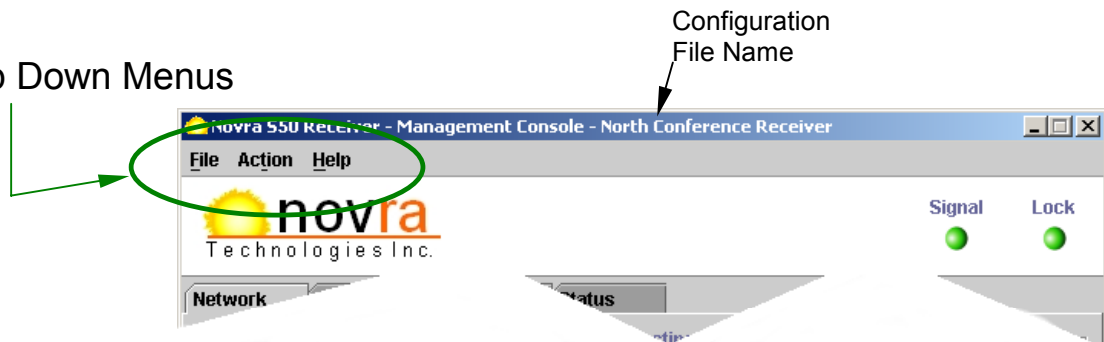 Configuration
File Name
Down Menus
Novra S50 Receiver - Management Console - North Conference Receiver
File Action Help
novra
Technologies Inc.
Signal Lock
Network
Status